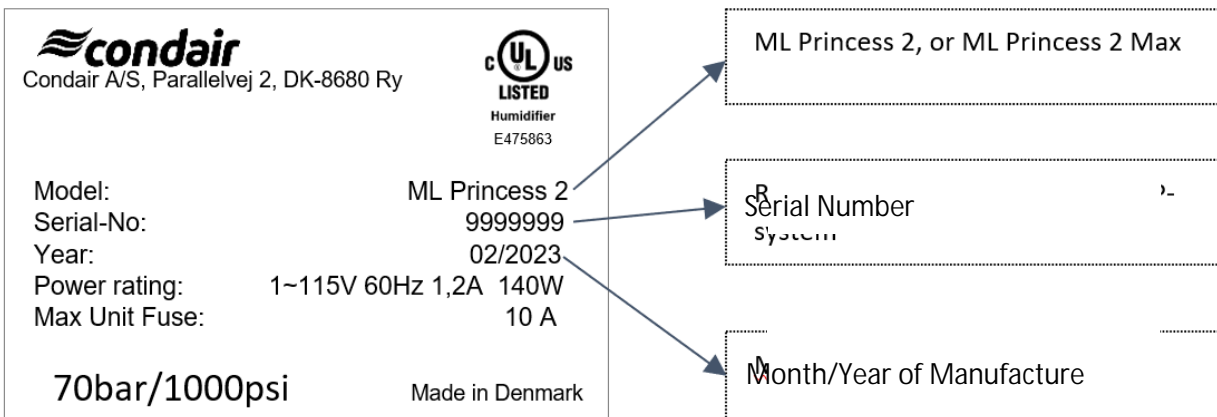 condair
Condair A/S, Parallelvej 2, DK-8680 Ry
C UL US
LISTED
Humidifier
E475863
Model: ML Princess 2
Serial-No: 9999999
Year: 02/2023
Power rating: 1~115V 60Hz 1,2A 140W
Max Unit Fuse: 10 A
70bar/1000psi Made in Denmark
ML Princess 2, or ML Princess 2 Max
Serial Number
Month/Year of Manufacture